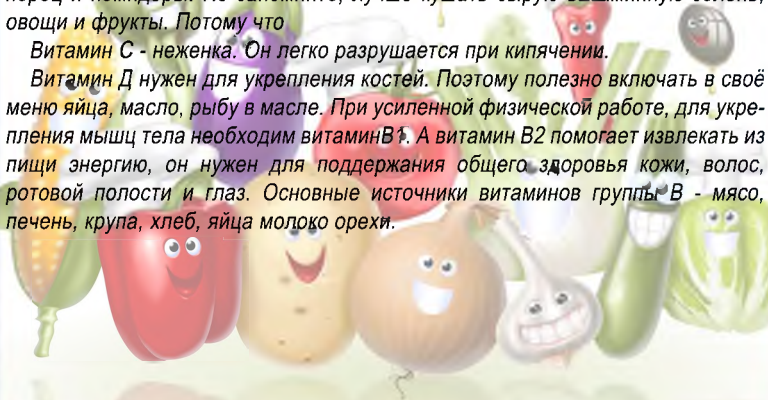 овощи и фрукты. Потому что
Витамин С - неженка. Он легко разрушается при кипячении.
Витамин Д нужен для укрепления костей. Поэтому полезно включать в своё
меню яйца, масло, рыбу в масле. При усиленной физической работе, для укре-
пления мышц тела необходим витаминВ1. А витамин В2 помогает извлекать из
пищи энергию, он нужен для поддержания общего здоровья кожи, волос,
ротовой полости и глаз. Основные источники витаминов группы В - мясо,
печень, крупа, хлеб, яйца молоко орехи.